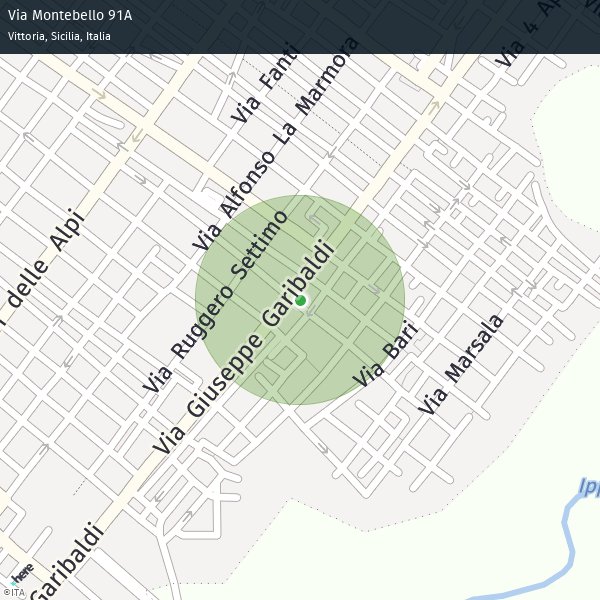 Via Montebello 91A
Vittoria, Sicilia, Italia
Via 4 Ap
Via Fanti
Via Alfonso La Marmora
delle Alpi
Via Ruggero Settimo
Via Giuseppe Garibaldi
Via Bari
Via Marsala
Ipp
Garibaldi
here
©ITA